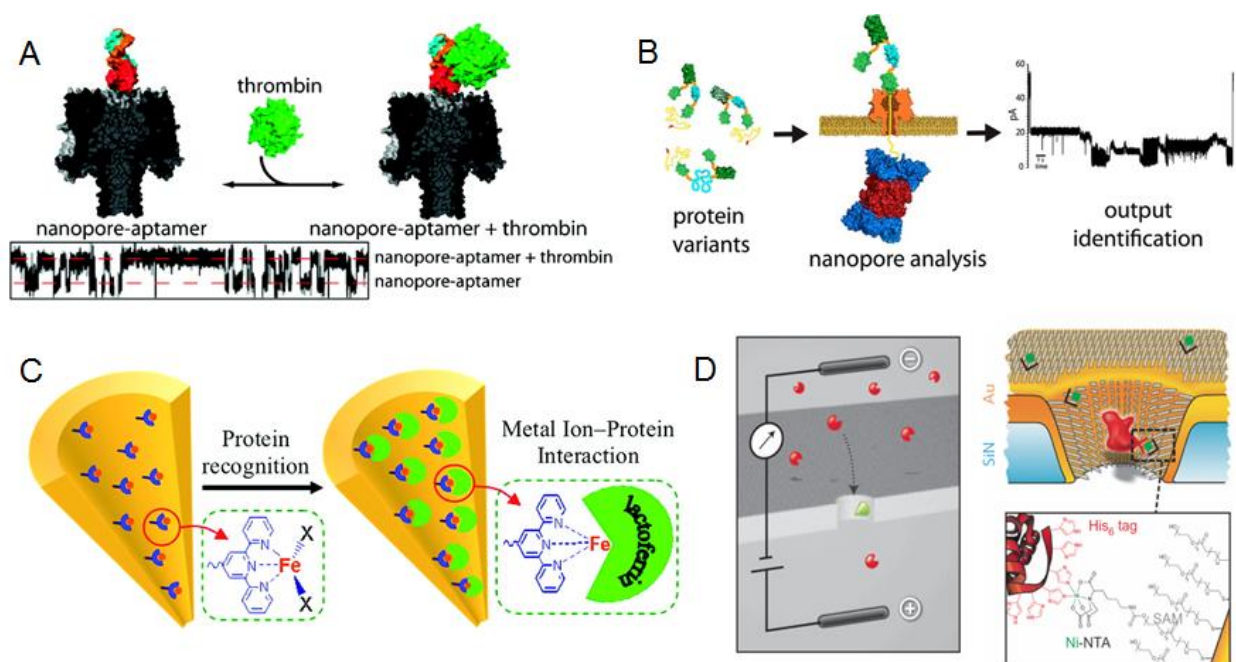 A
thrombin
nanopore-aptamer
nanopore-aptamer + thrombin
nanopore-aptamer + thrombin
nanopore-aptamer
B
protein
variants
nanopore analysis
60
40
20
0
pA
time
output
identification
C
Protein
recognition
Metal Ion–Protein
Interaction
N
N
N
Fe
X
X
N
N
N
Fe
lactoferrin
D
−
+
Au
SiN
His6 tag
Ni-NTA
SAM